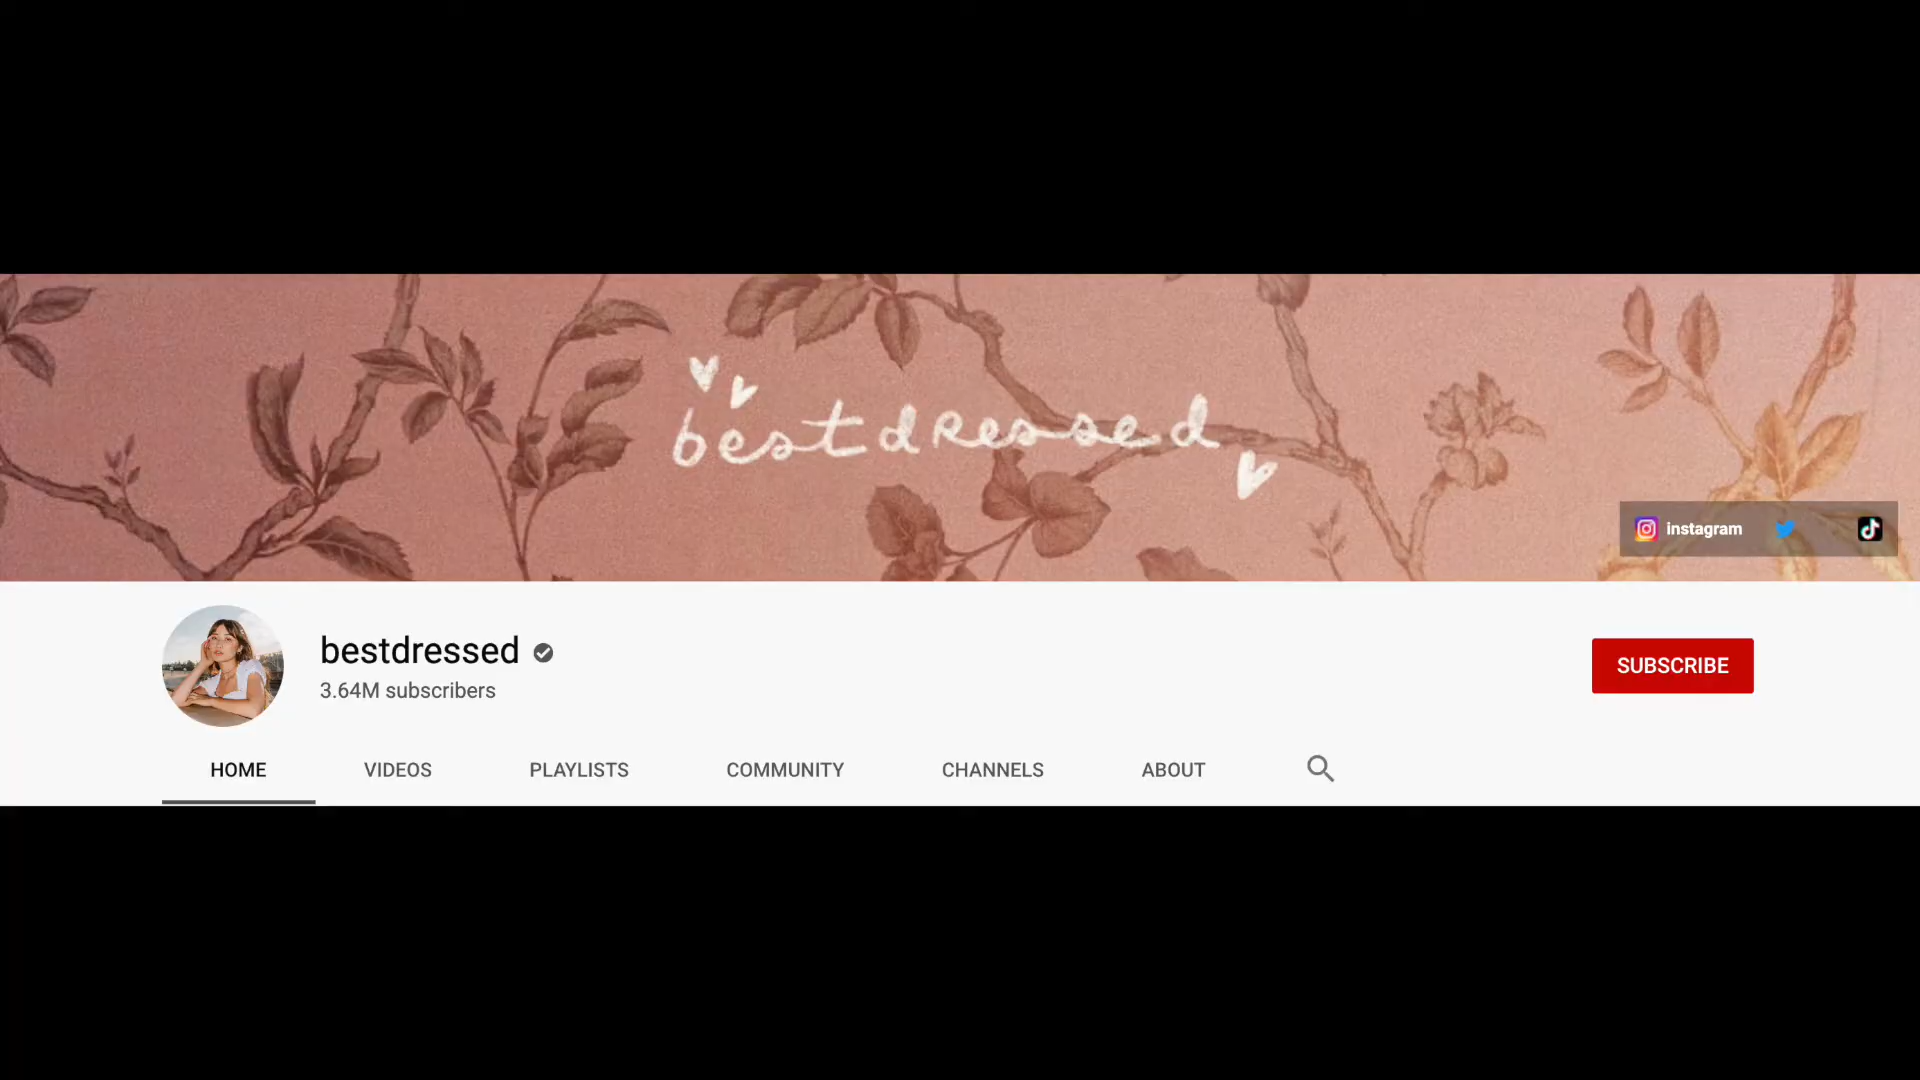 bestdressed
instagram
bestdressed
3.64M subscribers
SUBSCRIBE
HOME VIDEOS PLAYLISTS COMMUNITY CHANNELS ABOUT